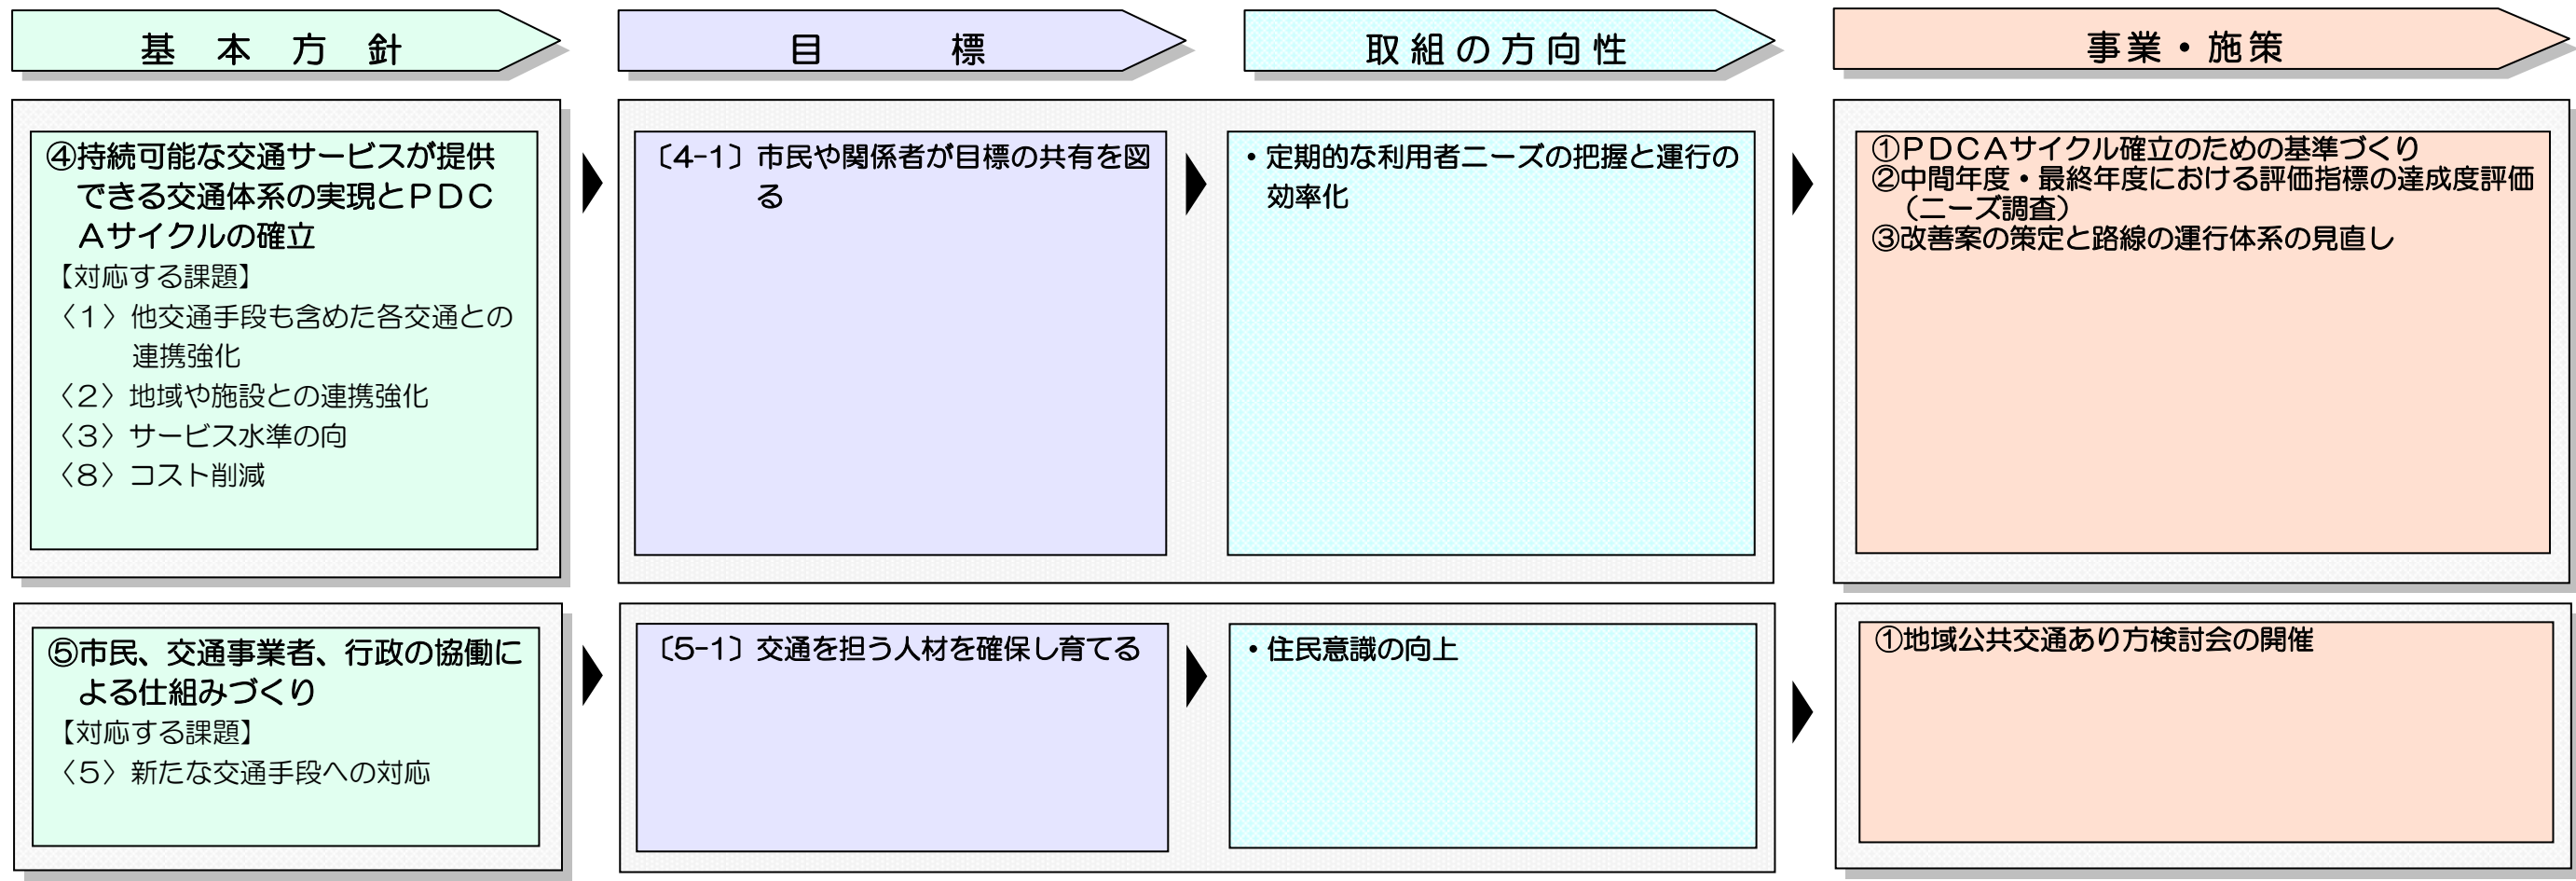 基本方針
目標
取組の方向性
事業・施策
④持続可能な交通サービスが提供
できる交通体系の実現とＰＤＣ
Ａサイクルの確立
【対応する課題】
〈１〉他交通手段も含めた各交通との
連携強化
〈２〉地域や施設との連携強化
〈３〉サービス水準の向
〈８〉コスト削減
〔4-1〕市民や関係者が目標の共有を図
る
・定期的な利用者ニーズの把握と運行の
効率化
①ＰＤＣＡサイクル確立のための基準づくり
②中間年度・最終年度における評価指標の達成度評価
（ニーズ調査）
③改善案の策定と路線の運行体系の見直し
⑤市民、交通事業者、行政の協働に
よる仕組みづくり
【対応する課題】
〈５〉新たな交通手段への対応
〔5-1〕交通を担う人材を確保し育てる
・住民意識の向上
①地域公共交通あり方検討会の開催